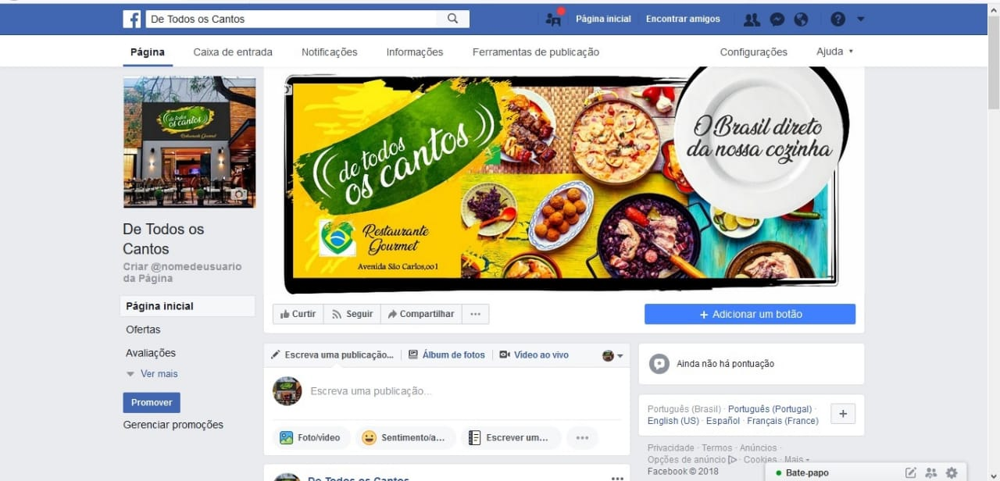 De Todos os Cantos
Página inicial
Encontrar amigos
Página
Caixa de entrada
Notificações
Informações
Ferramentas de publicação
Configurações
Ajuda
de todos
os cantos
Restaurante Gourmet
de todos
os cantos
Restaurante
Gourmet
Avenida São Carlos,001
O Brasil direto
da nossa cozinha
De Todos os
Cantos
Criar @nomedeusuario
da Página
Página inicial
Ofertas
Avaliações
Ver mais
Promover
Gerenciar promoções
Curtir
Seguir
Compartilhar
...
+ Adicionar um botão
Escreva uma publicação...
Álbum de fotos
Vídeo ao vivo
Escreva uma publicação...
Foto/vídeo
Sentimento/a...
Escrever um...
...
De Todos os Cantos
...
Ainda não há pontuação
Português (Brasil) · Português (Portugal) ·
English (US) · Español · Français (France)
+
Privacidade · Termos · Anúncios ·
Opções de anúncio · Cookies · Mais
Facebook © 2018
Bate-papo